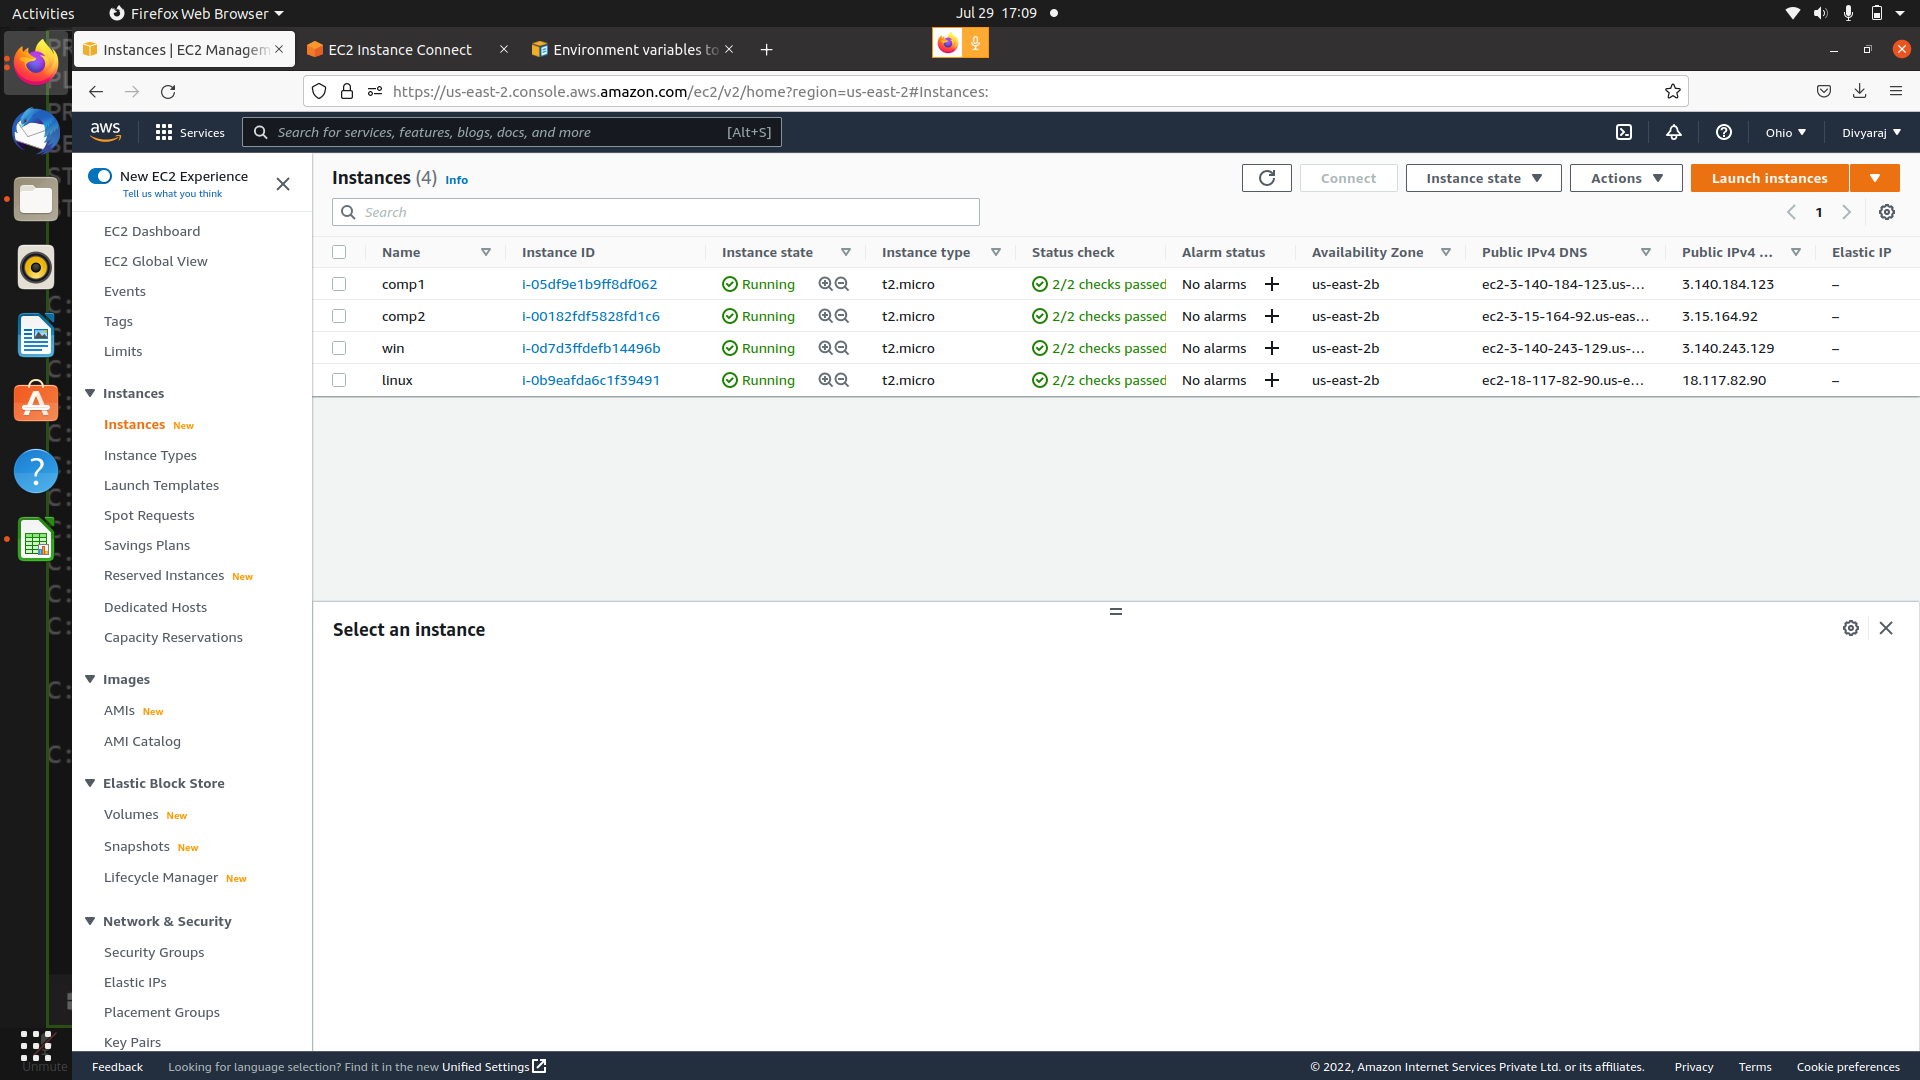 Activities
Firefox Web Browser
Jul 29 17:09
Instances | EC2 Managem
EC2 Instance Connect
Environment variables to
https://us-east-2.console.aws.amazon.com/ec2/v2/home?region=us-east-2#Instances:
aws
Services
Search for services, features, blogs, docs, and more
[Alt+S]
Ohio
Divyaraj
New EC2 Experience
Tell us what you think
EC2 Dashboard
EC2 Global View
Events
Tags
Limits
Instances
Instances New
Instance Types
Launch Templates
Spot Requests
Savings Plans
Reserved Instances New
Dedicated Hosts
Capacity Reservations
Images
AMIs New
AMI Catalog
Elastic Block Store
Volumes New
Snapshots New
Lifecycle Manager New
Network & Security
Security Groups
Elastic IPs
Placement Groups
Key Pairs
Instances (4) Info
Connect
Instance state
Actions
Launch instances
Search
1
Name Instance ID Instance state Instance type Status check Alarm status Availability Zone Public IPv4 DNS Public IPv4 ... Elastic IP
comp1 i-05df9e1b9ff8df062 Running t2.micro 2/2 checks passed No alarms us-east-2b ec2-3-140-184-123.us-... 3.140.184.123 –
comp2 i-00182fdf5828fd1c6 Running t2.micro 2/2 checks passed No alarms us-east-2b ec2-3-15-164-92.us-eas... 3.15.164.92 –
win i-0d7d3ffdefb14496b Running t2.micro 2/2 checks passed No alarms us-east-2b ec2-3-140-243-129.us-... 3.140.243.129 –
linux i-0b9eafda6c1f39491 Running t2.micro 2/2 checks passed No alarms us-east-2b ec2-18-117-82-90.us-e... 18.117.82.90 –
Select an instance
Unmute
Feedback
Looking for language selection? Find it in the new Unified Settings
© 2022, Amazon Internet Services Private Ltd. or its affiliates.
Privacy
Terms
Cookie preferences